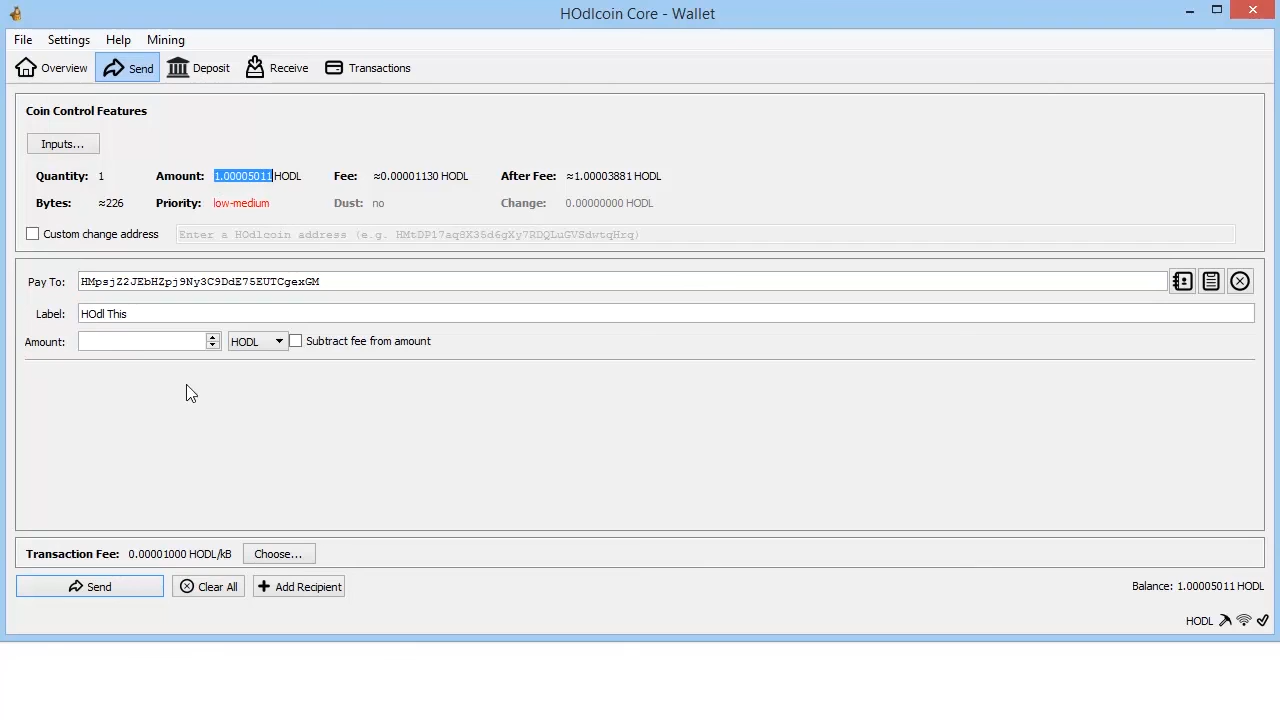 HOdlcoin Core - Wallet
File Settings Help Mining
Overview Send Deposit Receive Transactions
Coin Control Features
Inputs...
Quantity: 1 Amount: 1.00005011 HODL Fee: ≈0.00001130 HODL After Fee: ≈1.00003881 HODL
Bytes: ≈226 Priority: low-medium Dust: no Change: 0.00000000 HODL
Custom change address Enter a HOdlcoin address (e.g. HMtDP17aq8X35d6gXy7RDQLuGVSdwtqHrq)
Pay To: HMpsjZ2JEbHZpj9Ny3C9DdE75EUTCgexGM
Label: HOdl This
Amount: HODL Subtract fee from amount
Transaction Fee: 0.00001000 HODL/kB Choose...
Send Clear All Add Recipient Balance: 1.00005011 HODL
HODL